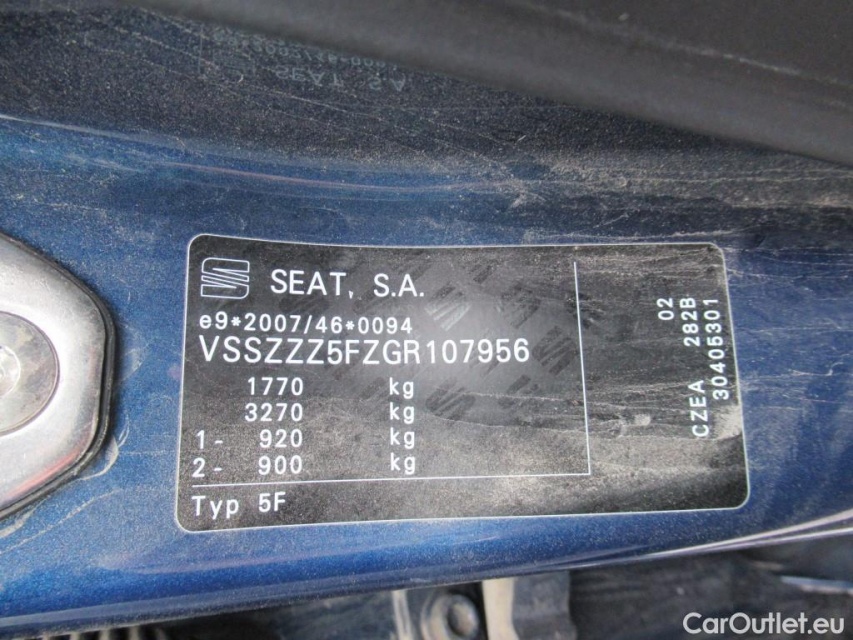 SEAT, S.A.
e9*2007/46*0094
VSSZZZ5FZGR107956
1770 kg
3270 kg
1- 920 kg
2- 900 kg
Typ 5F
02
CZEA 282B
30405301
CarOutlet.eu